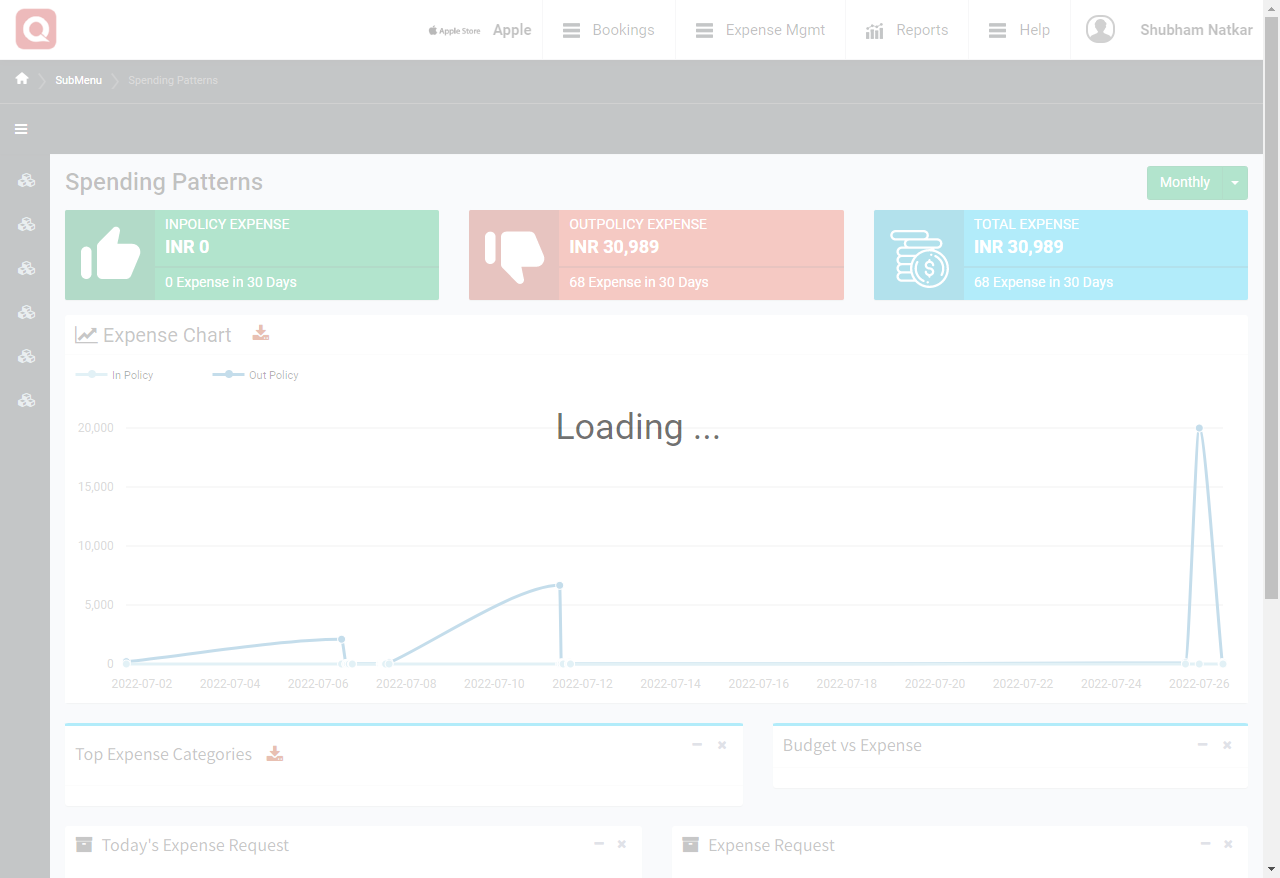 Apple Store Apple Bookings Expense Mgmt Reports Help Shubham Natkar
SubMenu Spending Patterns
Spending Patterns
Monthly
INPOLICY EXPENSE
INR 0
0 Expense in 30 Days
OUTPOLICY EXPENSE
INR 30,989
68 Expense in 30 Days
TOTAL EXPENSE
INR 30,989
68 Expense in 30 Days
Expense Chart
In Policy Out Policy
Loading ...
20,000
15,000
10,000
5,000
0
2022-07-02 2022-07-04 2022-07-06 2022-07-08 2022-07-10 2022-07-12 2022-07-14 2022-07-16 2022-07-18 2022-07-20 2022-07-22 2022-07-24 2022-07-26
Top Expense Categories
Budget vs Expense
Today's Expense Request
Expense Request